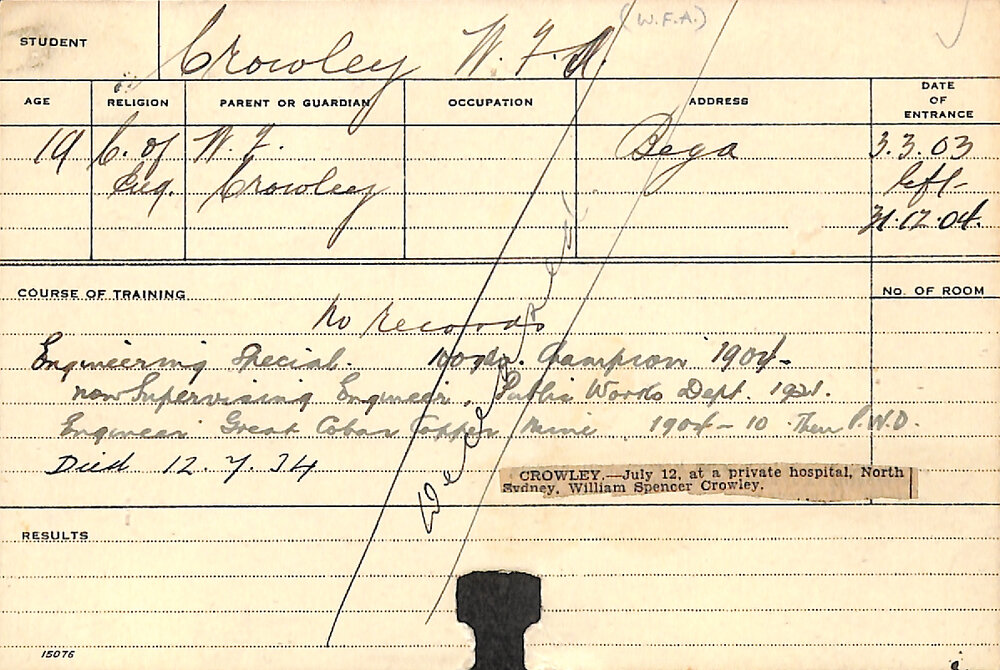 STUDENT Crowley W. F. A. (W.F.A.)
AGE RELIGION PARENT OR GUARDIAN OCCUPATION ADDRESS DATE OF ENTRANCE
19 C. of W. F. Bega 3.3.03
Eng. Crowley left
31.12.04.
COURSE OF TRAINING No. OF ROOM
No records
Engineering Special. 100yds. Champion 1904
now Supervising Engineer, Public Works Dept. 1921.
Engineer Great Cobar Copper Mine 1904-10 Then P.W.D.
Died 12.7.34
CROWLEY.—July 12, at a private hospital, North
Sydney, William Spencer Crowley.
Deceased
RESULTS
15076